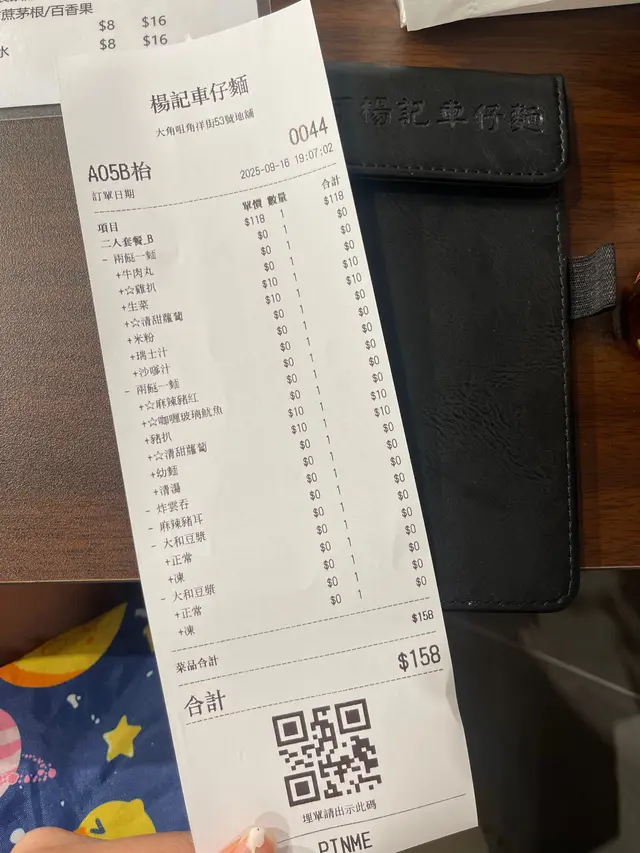 蔗茅根/百香果
$8 $16
水 $8 $16
楊記車仔麵
楊記車仔麵
大角咀角祥街53號地舖
0044
A05B枱
訂單日期 2025-09-16 19:07:02
項目 單價 數量 合計
二人套餐_B $118 1 $118
- 兩餸一麵 $0 1 $0
+牛肉丸 $0 1 $0
+☆雞扒 $0 1 $0
+生菜 $10 1 $10
+☆清甜蘿蔔 $10 1 $10
+米粉 $0 1 $0
+瑞士汁 $0 1 $0
+沙嗲汁 $0 1 $0
- 兩餸一麵 $0 1 $0
+☆麻辣豬紅 $0 1 $0
+☆咖喱玻璃魷魚 $0 1 $0
+豬扒 $10 1 $10
+☆清甜蘿蔔 $10 1 $10
+幼麵 $0 1 $0
+清湯 $0 1 $0
- 炸雲吞 $0 1 $0
- 麻辣豬耳 $0 1 $0
- 大和豆漿 $0 1 $0
+正常 $0 1 $0
+凍 $0 1 $0
- 大和豆漿 $0 1 $0
+正常 $0 1 $0
+凍 $0 1 $0
菜品合計 $158
合計 $158
埋單請出示此碼
PINME